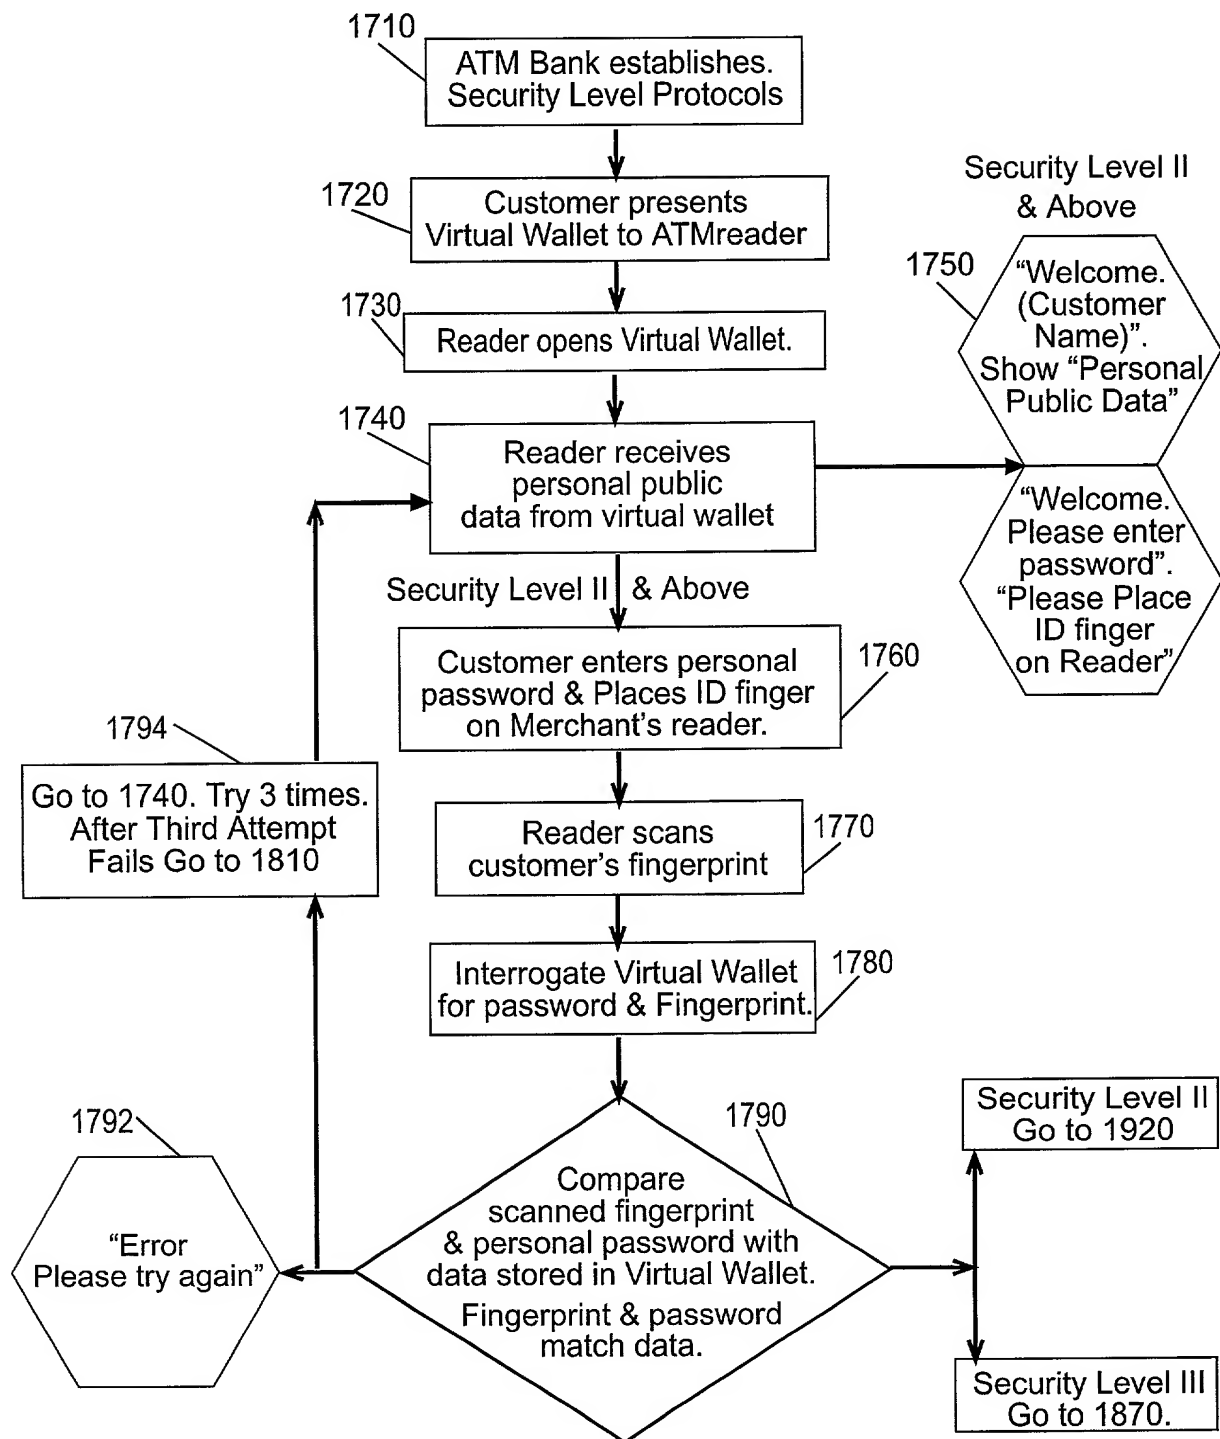 1710
ATM Bank establishes.
Security Level Protocols
1720
Customer presents
Virtual Wallet to ATMreader
1730
Reader opens Virtual Wallet.
1740
Reader receives
personal public
data from virtual wallet
Security Level II
& Above
1750
“Welcome.
(Customer
Name)”.
Show “Personal
Public Data”
“Welcome.
Please enter
password”.
“Please Place
ID finger
on Reader”
Security Level II & Above
1760
Customer enters personal
password & Places ID finger
on Merchant’s reader.
1794
Go to 1740. Try 3 times.
After Third Attempt
Fails Go to 1810
1770
Reader scans
customer’s fingerprint
1780
Interrogate Virtual Wallet
for password & Fingerprint.
1790
Compare
scanned fingerprint
& personal password with
data stored in Virtual Wallet.
Fingerprint & password
match data.
1792
“Error
Please try again”
Security Level II
Go to 1920
Security Level III
Go to 1870.